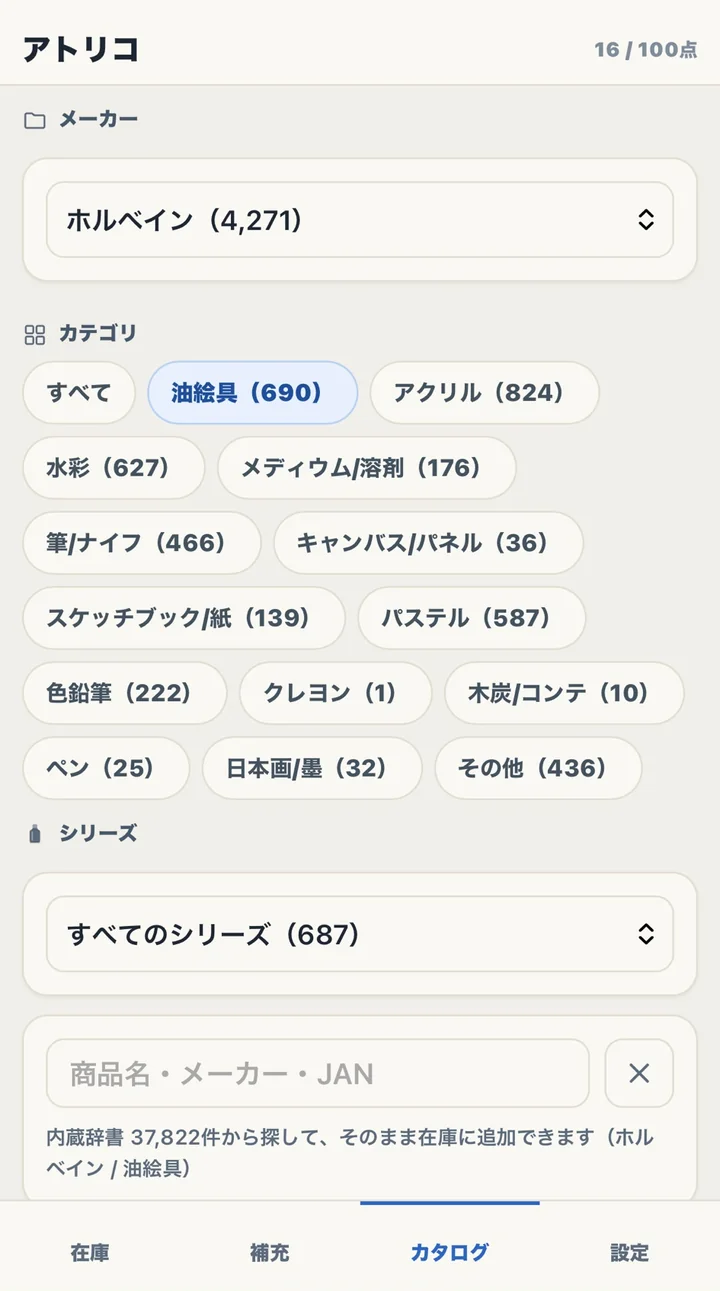 アトリコ
16 / 100点
メーカー
ホルベイン（4,271）
カテゴリ
すべて
油絵具（690）
アクリル（824）
水彩（627）
メディウム/溶剤（176）
筆/ナイフ（466）
キャンバス/パネル（36）
スケッチブック/紙（139）
パステル（587）
色鉛筆（222）
クレヨン（1）
木炭/コンテ（10）
ペン（25）
日本画/墨（32）
その他（436）
シリーズ
すべてのシリーズ（687）
商品名・メーカー・JAN
内蔵辞書 37,822件から探して、そのまま在庫に追加できます（ホル
ベイン / 油絵具）
在庫
補充
カタログ
設定